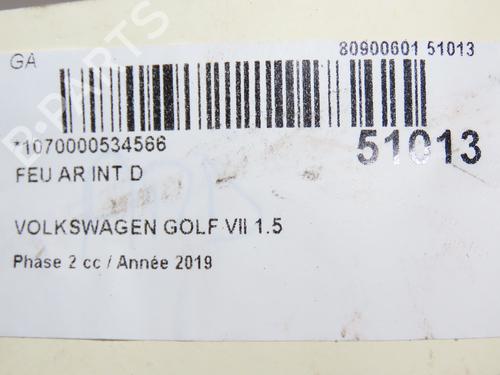 GA
80900601 51013
*1070000534566
51013
FEU AR INT D
VOLKSWAGEN GOLF VII 1.5
Phase 2 cc / Année 2019
B-PARTS